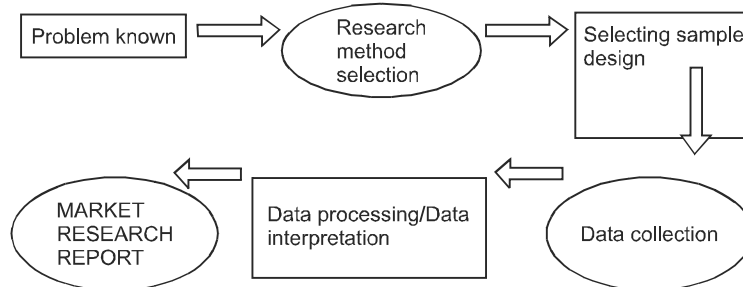 Problem known
Research
method
selection
Selecting sample
design
Data collection
Data processing/Data
interpretation
MARKET
RESEARCH
REPORT